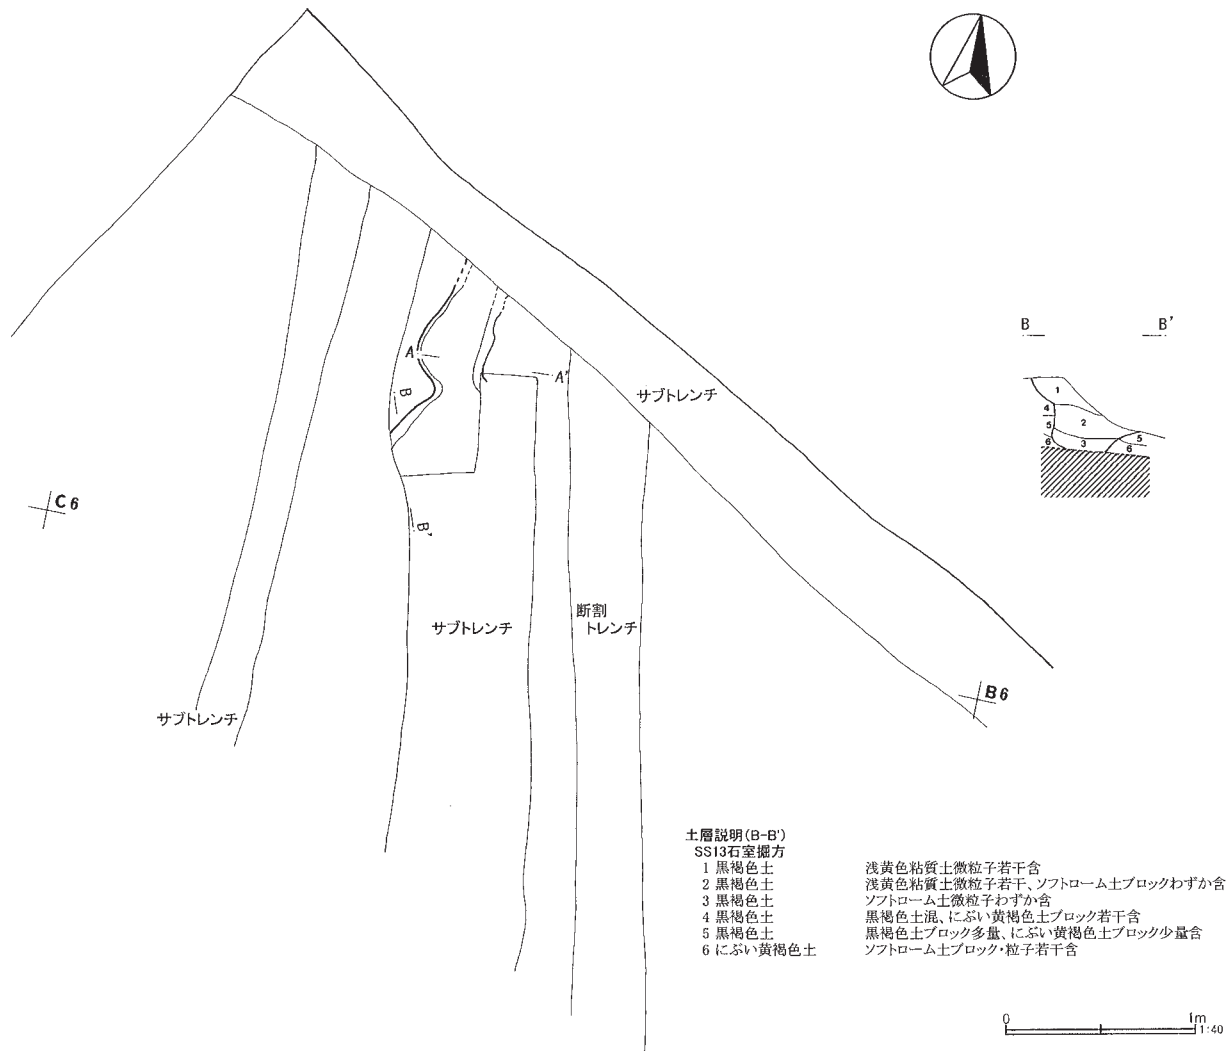 B B'
1
2
3
4
5
6
5
6
A
A'
B
B'
サブトレンチ
C6
断割
トレンチ
サブトレンチ
B6
サブトレンチ
土層説明(B-B')
SS13石室掘方
1 黒褐色土 浅黄色粘質土微粒子若干含
2 黒褐色土 浅黄色粘質土微粒子若干、ソフトローム土ブロックわずか含
3 黒褐色土 ソフトローム土微粒子わずか含
4 黒褐色土 黒褐色土混、にぶい黄褐色土ブロック若干含
5 黒褐色土 黒褐色土ブロック多量、にぶい黄褐色土ブロック少量含
6 にぶい黄褐色土 ソフトローム土ブロック・粒子若干含
0 1m
1:40